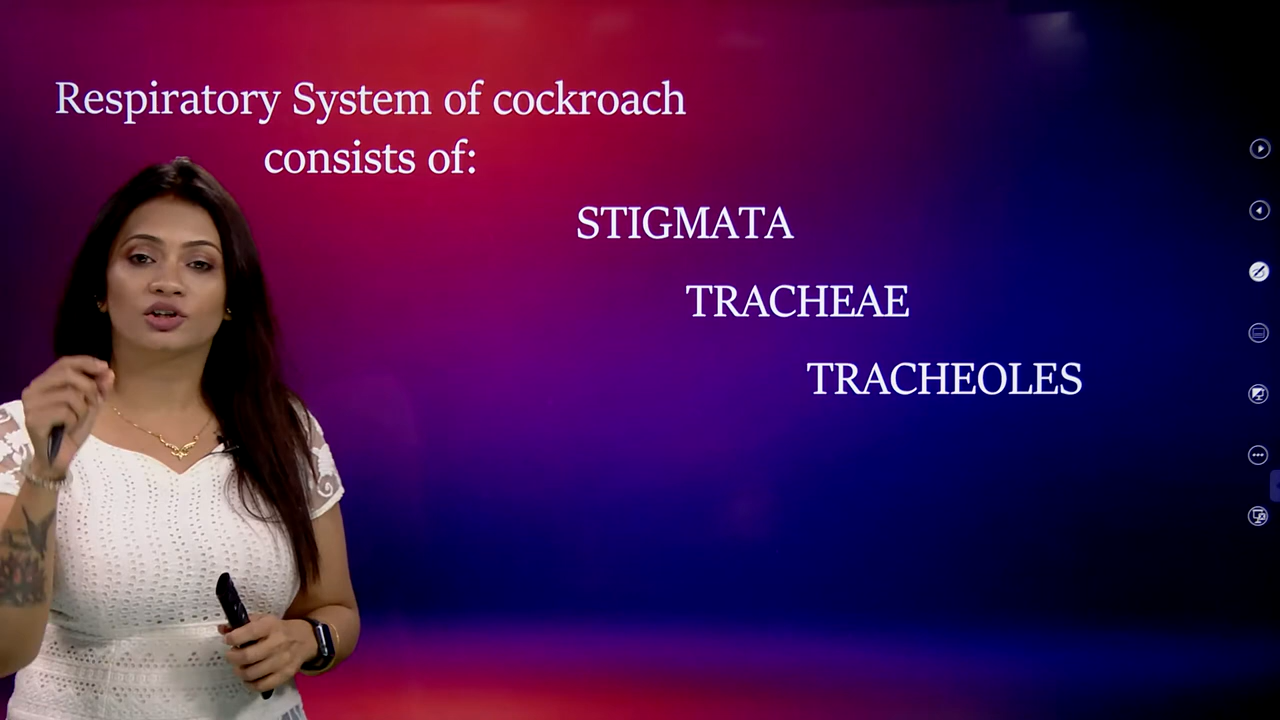 Respiratory System of cockroach
consists of:
STIGMATA
TRACHEAE
TRACHEOLES